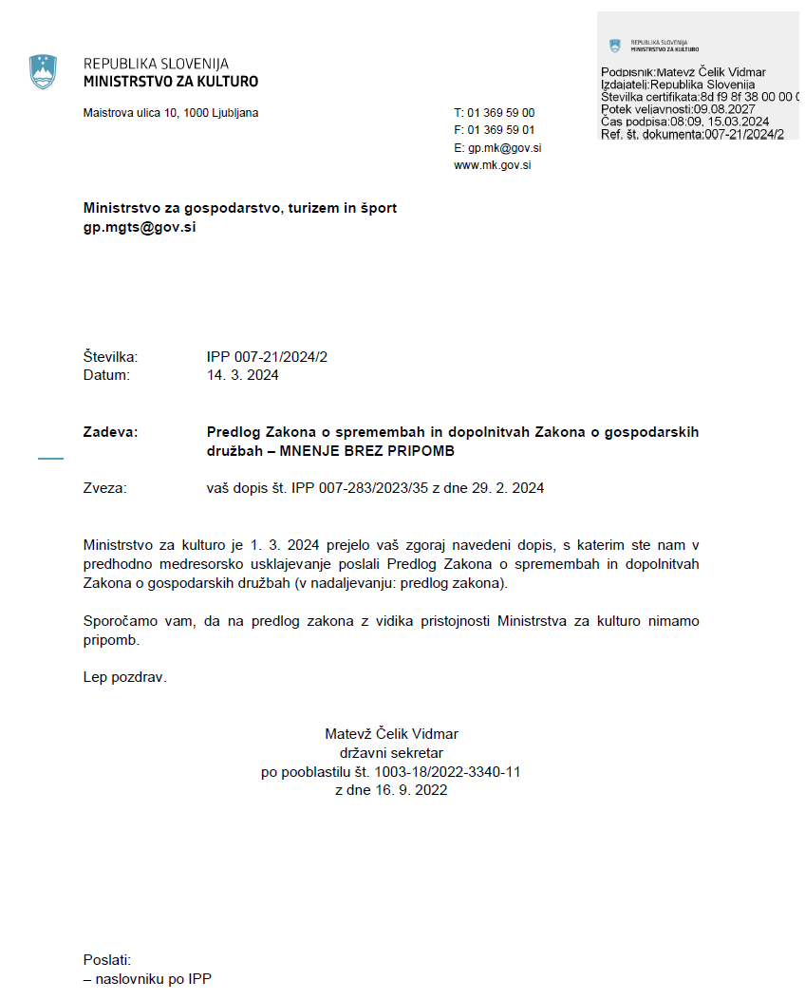 REPUBLIKA SLOVENIJA
MINISTRSTVO ZA KULTURO
REPUBLIKA SLOVENIJA
MINISTRSTVO ZA KULTURO
Podpisnik:Matevž Čelik Vidmar
Izdajatelj:Republika Slovenija
Številka certifikata:8d f9 8f 38 00 00 0
Potek veljavnosti:09.08.2027
Čas podpisa:08:09, 15.03.2024
Ref. št. dokumenta:007-21/2024/2
Maistrova ulica 10, 1000 Ljubljana
T: 01 369 59 00
F: 01 369 59 01
E: gp.mk@gov.si
www.mk.gov.si
Ministrstvo za gospodarstvo, turizem in šport
gp.mgts@gov.si
Številka: IPP 007-21/2024/2
Datum: 14. 3. 2024
Zadeva: Predlog Zakona o spremembah in dopolnitvah Zakona o gospodarskih
družbah – MNENJE BREZ PRIPOMB
Zveza: vaš dopis št. IPP 007-283/2023/35 z dne 29. 2. 2024
Ministrstvo za kulturo je 1. 3. 2024 prejelo vaš zgoraj navedeni dopis, s katerim ste nam v
predhodno medresorsko usklajevanje poslali Predlog Zakona o spremembah in dopolnitvah
Zakona o gospodarskih družbah (v nadaljevanju: predlog zakona).
Sporočamo vam, da na predlog zakona z vidika pristojnosti Ministrstva za kulturo nimamo
pripomb.
Lep pozdrav.
Matevž Čelik Vidmar
državni sekretar
po pooblastilu št. 1003-18/2022-3340-11
z dne 16. 9. 2022
Poslati:
– naslovniku po IPP